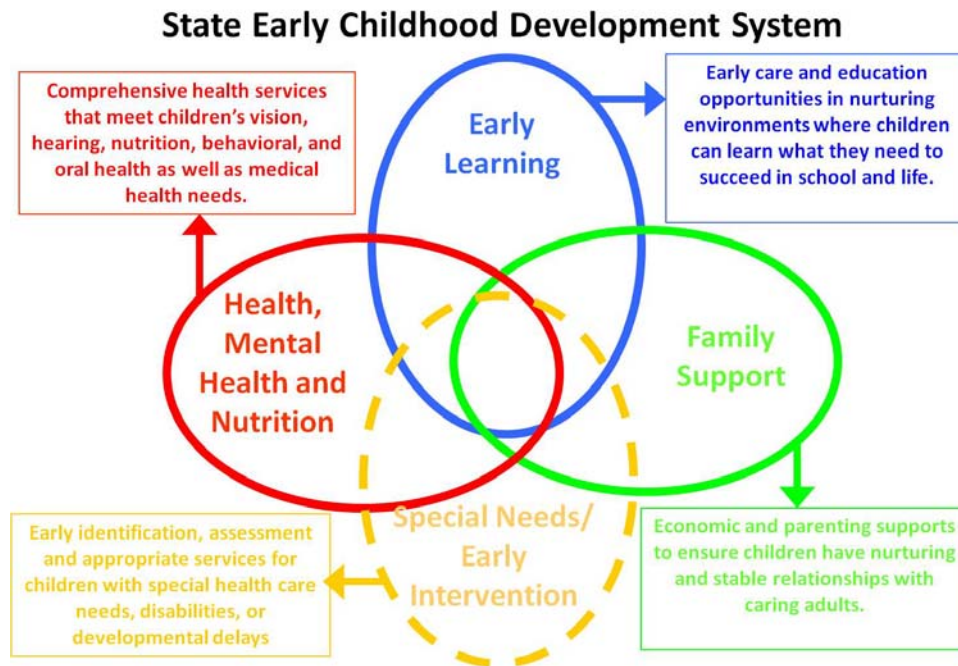 State Early Childhood Development System
Comprehensive health services
that meet children’s vision,
hearing, nutrition, behavioral, and
oral health as well as medical
health needs.
Early
Learning
Early care and education
opportunities in nurturing
environments where children
can learn what they need to
succeed in school and life.
Health,
Mental
Health and
Nutrition
Family
Support
Early identification, assessment
and appropriate services for
children with special health care
needs, disabilities, or
developmental delays
Special Needs/
Early
Intervention
Economic and parenting supports
to ensure children have nurturing
and stable relationships with
caring adults.